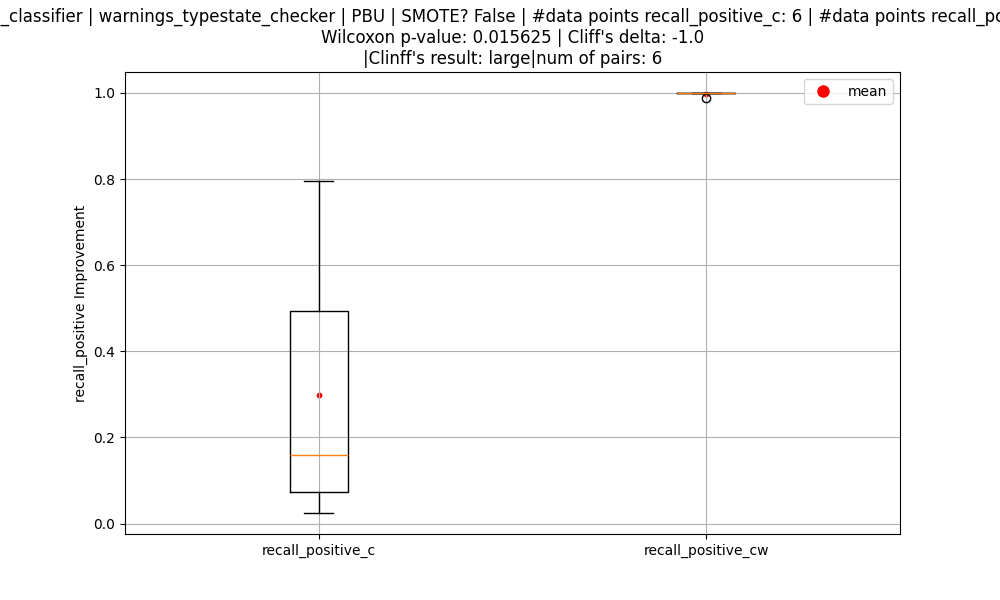 _classifier | warnings_typestate_checker | PBU | SMOTE? False | #data points recall_positive_c: 6 | #data points
Wilcoxon p-value: 0.015625 | Cliff's delta: -1.0
|Clinff's result: large|num of pairs: 6
mean
1.0
0.8
0.6
0.4
0.2
0.0
recall_positive Improvement
recall_positive_c
recall_positive_cw